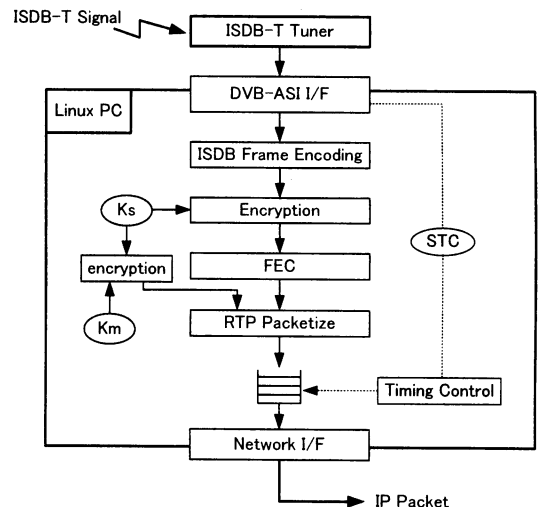 ISDB-T Signal
ISDB-T Tuner
DVB-ASI I/F
Linux PC
ISDB Frame Encoding
Ks
Encryption
STC
encryption
FEC
Km
RTP Packetize
Timing Control
Network I/F
IP Packet